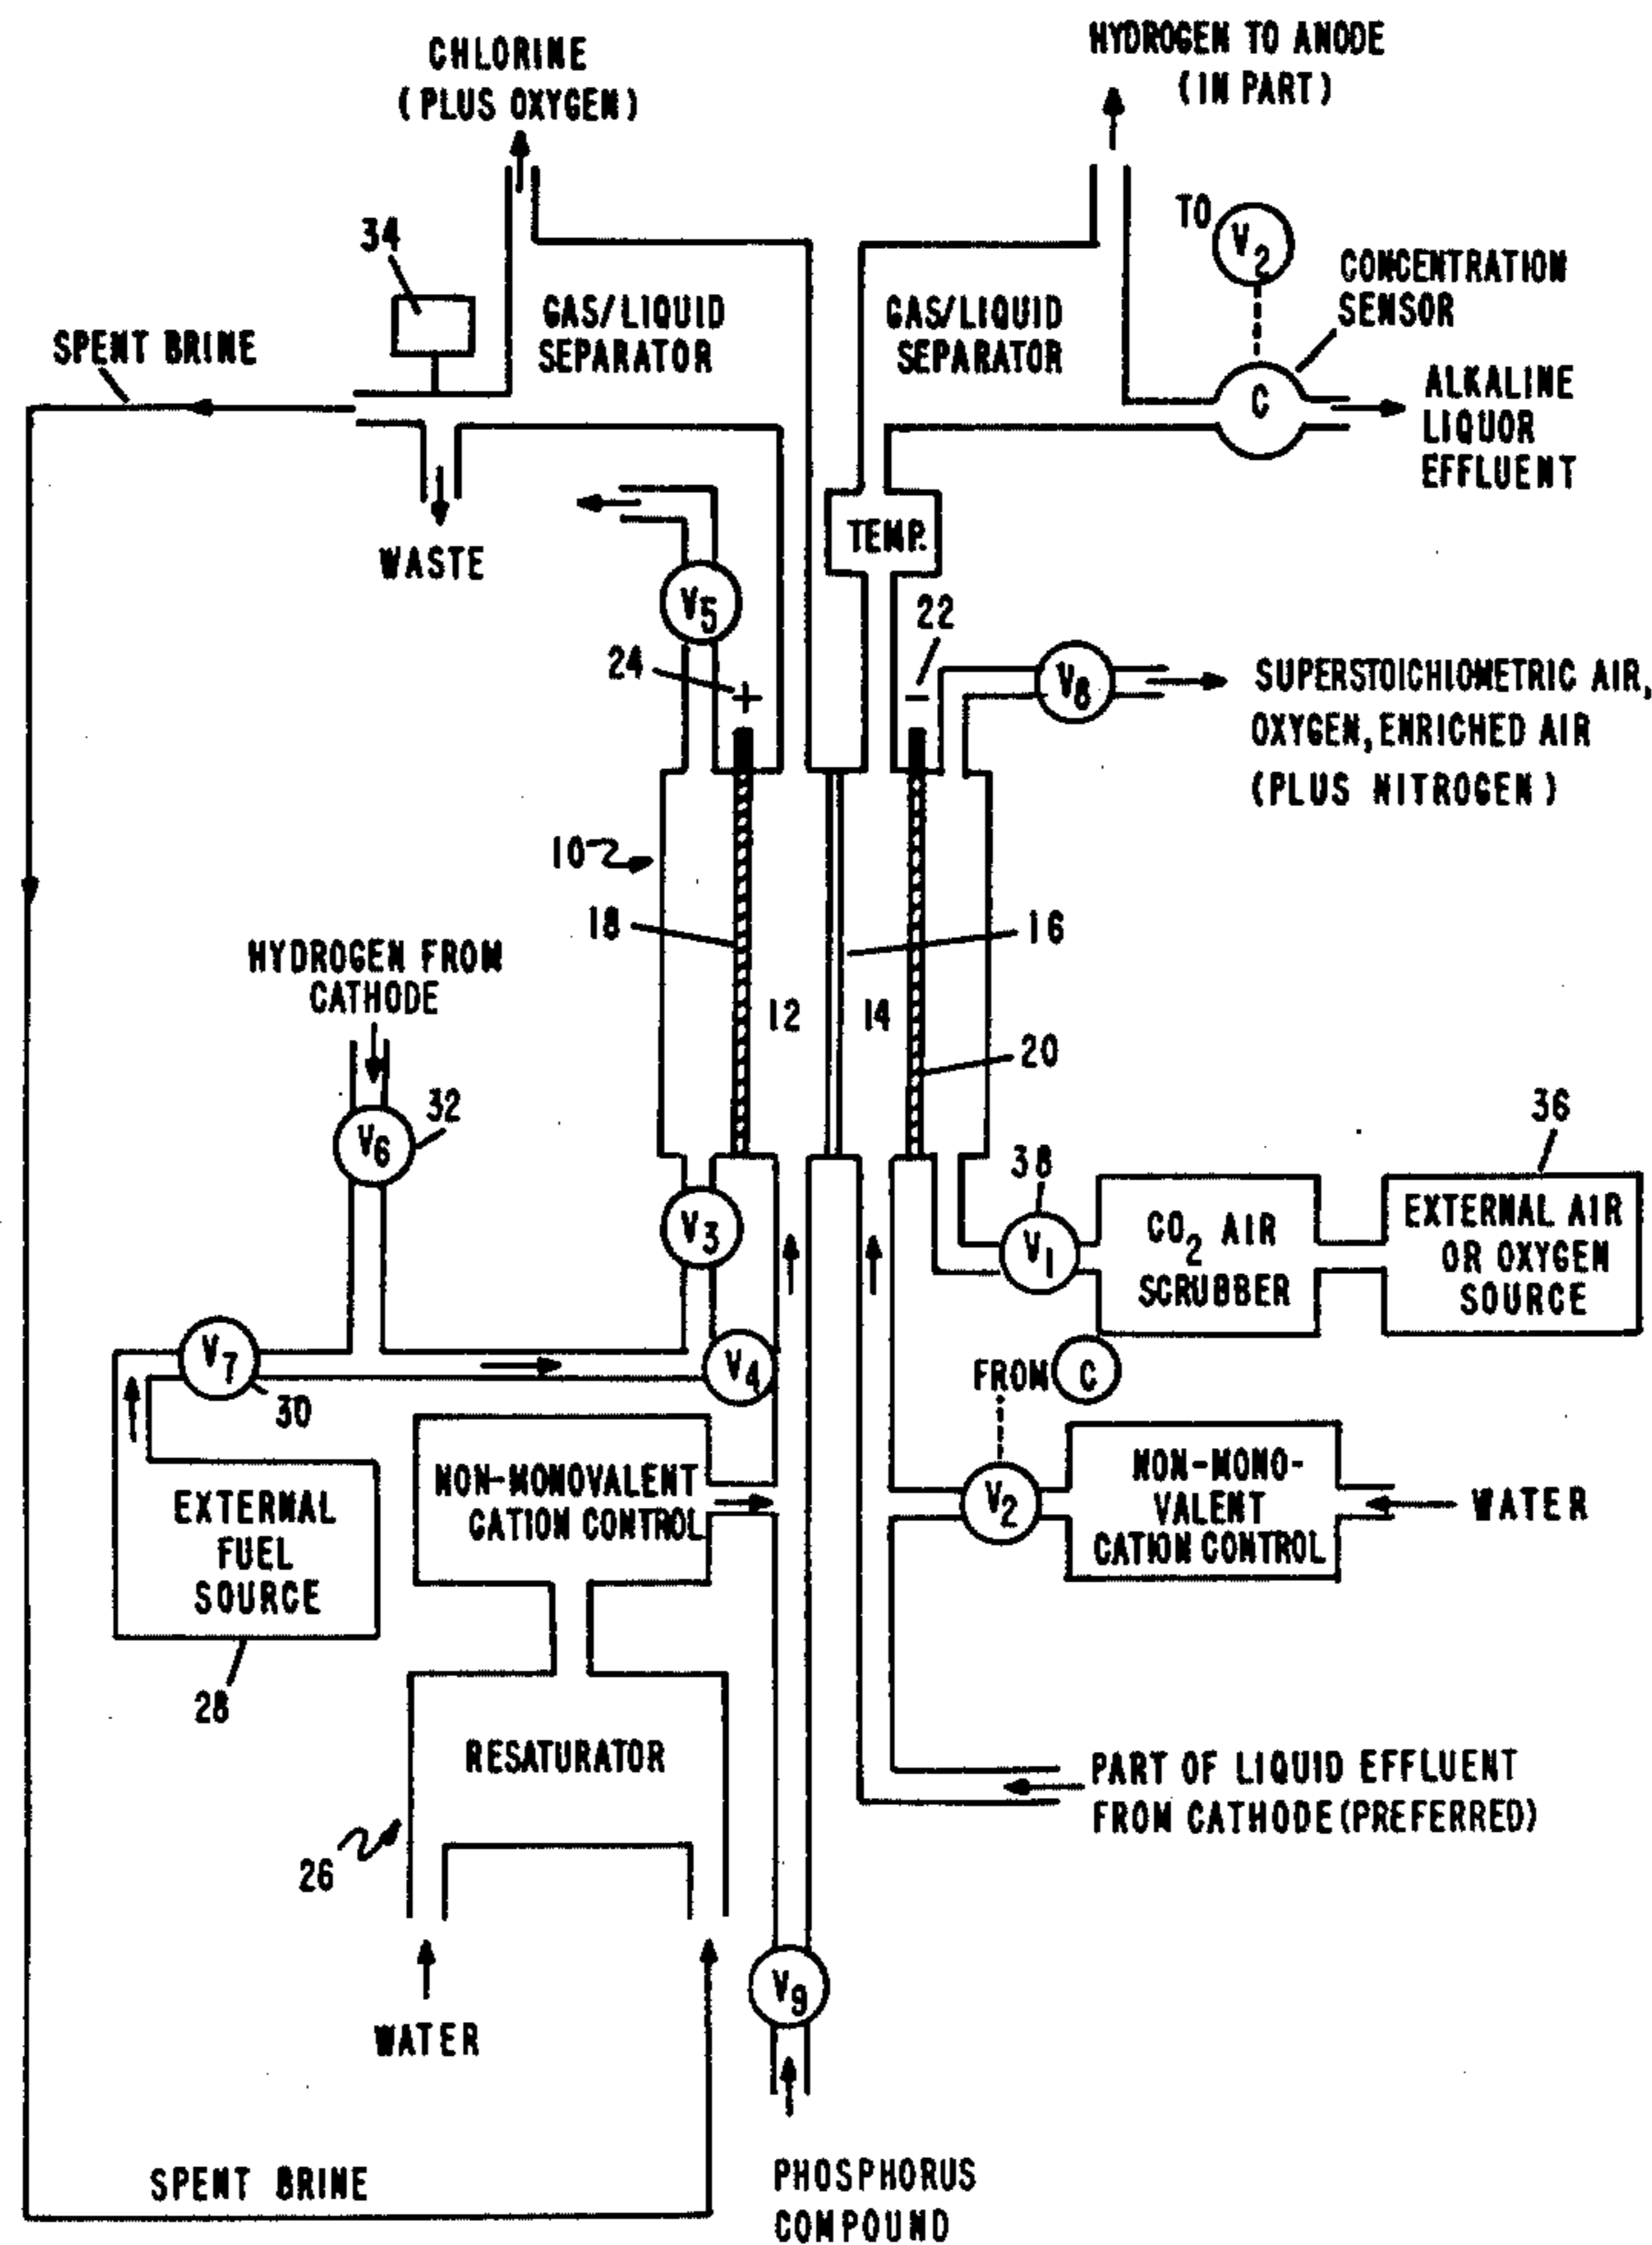 CHLORINE
(PLUS OXYGEN)
HYDROGEN TO ANODE
(IN PART)
34
TO
V2
CONCENTRATION
SENSOR
SPENT BRINE
GAS/LIQUID
SEPARATOR
GAS/LIQUID
SEPARATOR
C
ALKALINE
LIQUOR
EFFLUENT
WASTE
TEMP.
V5
22
24
+
-
V8
SUPERSTOICHIOMETRIC AIR,
OXYGEN, ENRICHED AIR
(PLUS NITROGEN)
10
18
16
HYDROGEN FROM
CATHODE
12
14
20
V6
32
36
38
V3
V1
CO2 AIR
SCRUBBER
EXTERNAL AIR
OR OXYGEN
SOURCE
V7
30
V4
FROM C
NON-MONOVALENT
CATION CONTROL
V2
NON-MONO-
VALENT
CATION CONTROL
WATER
EXTERNAL
FUEL
SOURCE
28
RESATURATOR
PART OF LIQUID EFFLUENT
FROM CATHODE (PREFERRED)
26
WATER
V9
SPENT BRINE
PHOSPHORUS
COMPOUND